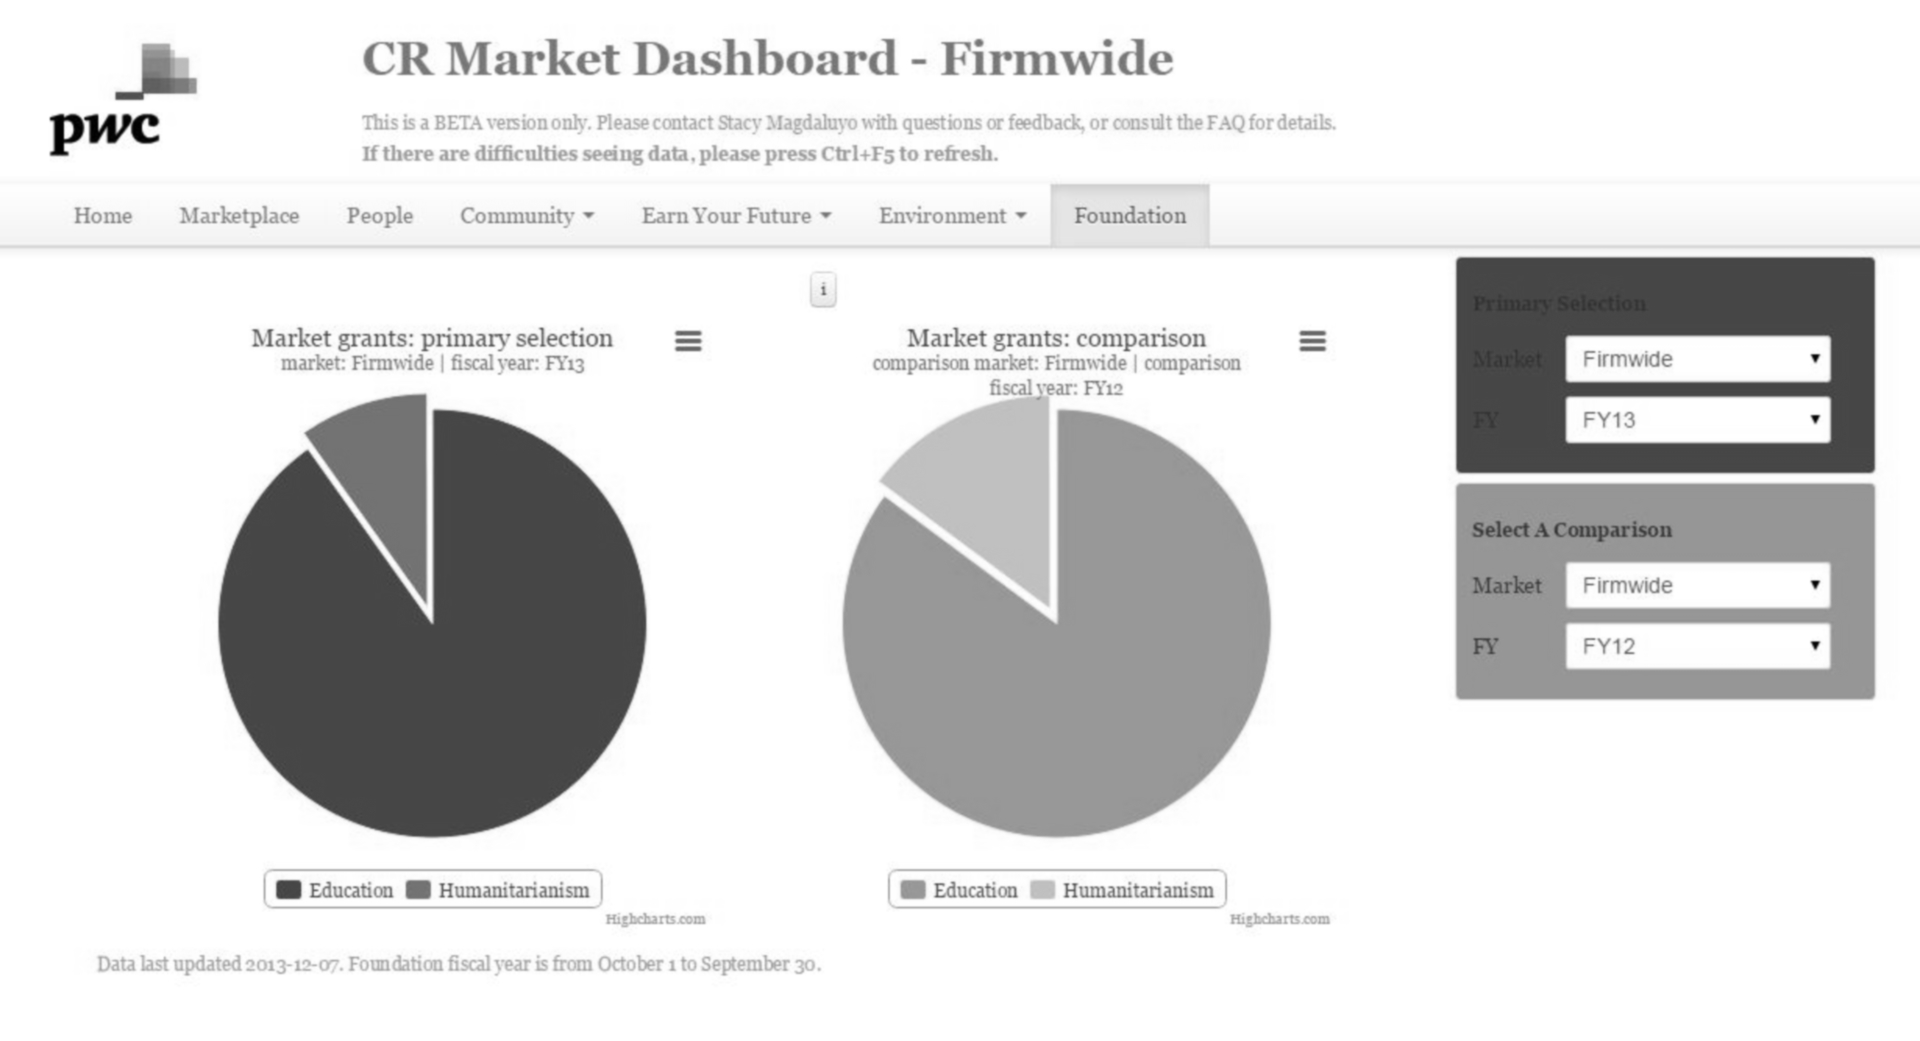 pwc
CR Market Dashboard - Firmwide
This is a BETA version only. Please contact Stacy Magdaluyo with questions or feedback, or consult the FAQ for details.
If there are difficulties seeing data, please press Ctrl+F5 to refresh.
Home Marketplace People Community Earn Your Future Environment Foundation
i
Market grants: primary selection
market: Firmwide | fiscal year: FY13
Education Humanitarianism
Highcharts.com
Market grants: comparison
comparison market: Firmwide | comparison
fiscal year: FY12
Education Humanitarianism
Highcharts.com
Primary Selection
Market Firmwide
FY FY13
Select A Comparison
Market Firmwide
FY FY12
Data last updated 2013-12-07. Foundation fiscal year is from October 1 to September 30.